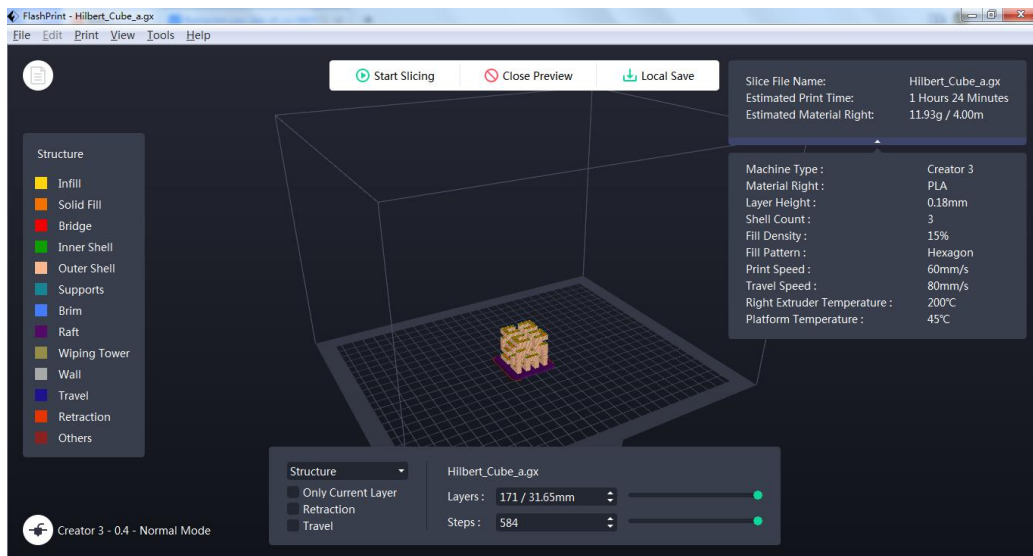 FlashPrint - Hilbert_Cube_a.gx
File Edit Print View Tools Help
Start Slicing Close Preview Local Save
Slice File Name: Hilbert_Cube_a.gx
Estimated Print Time: 1 Hours 24 Minutes
Estimated Material Right: 11.93g / 4.00m
Machine Type : Creator 3
Material Right : PLA
Layer Height : 0.18mm
Shell Count : 3
Fill Density : 15%
Fill Pattern : Hexagon
Print Speed : 60mm/s
Travel Speed : 80mm/s
Right Extruder Temperature : 200℃
Platform Temperature : 45℃
Structure
Infill
Solid Fill
Bridge
Inner Shell
Outer Shell
Supports
Brim
Raft
Wiping Tower
Wall
Travel
Retraction
Others
Structure
Only Current Layer
Retraction
Travel
Hilbert_Cube_a.gx
Layers : 171 / 31.65mm
Steps : 584
Creator 3 - 0.4 - Normal Mode